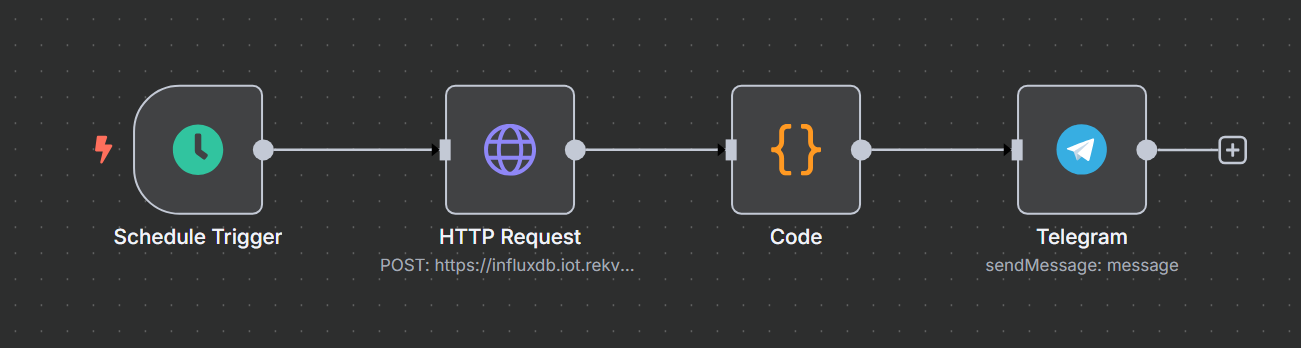 Schedule Trigger
HTTP Request
Code
Telegram
POST: https://influxdb.iot.rekv...
sendMessage: message